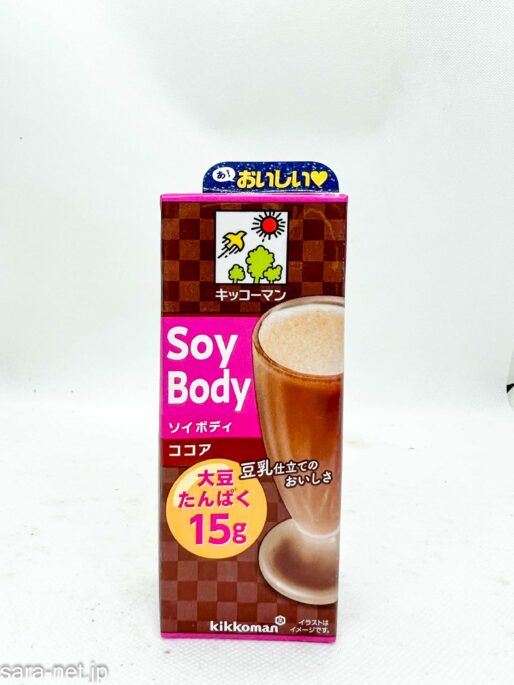 あ! おいしい♥
キッコーマン
Soy
Body
ソイボディ
ココア
大豆
たんぱく
15g
豆乳仕立ての
おいしさ
kikkoman
イラストは
イメージです。
sara-net.jp